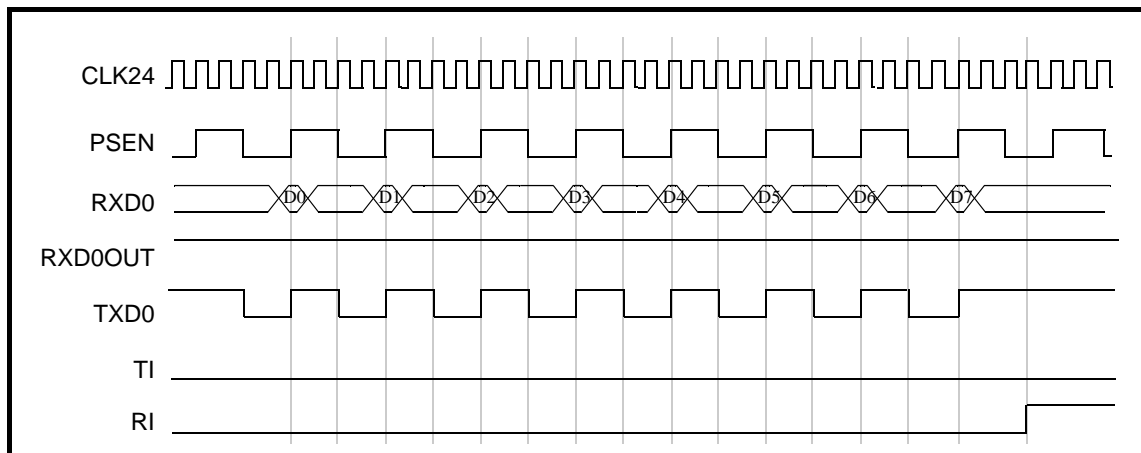 CLK24
PSEN
RXD0
D0 D1 D2 D3 D4 D5 D6 D7
RXD0OUT
TXD0
TI
RI